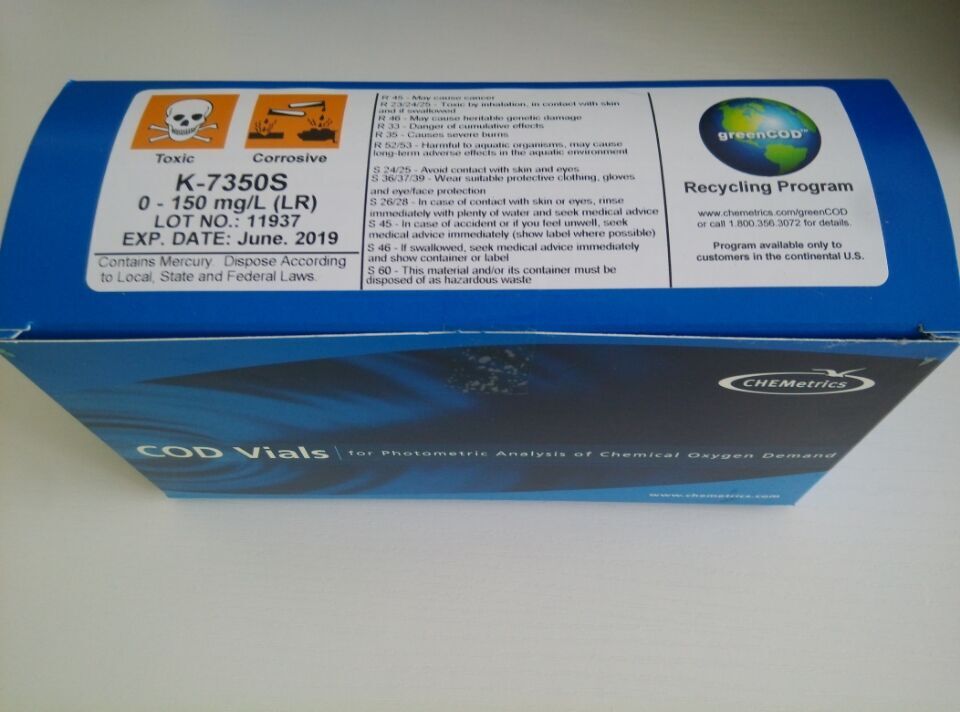 Toxic
Corrosive
K-7350S
0 - 150 mg/L (LR)
LOT NO.: 11937
EXP. DATE: June. 2019
Contains Mercury. Dispose According
to Local, State and Federal Laws.
R 45 - May cause cancer
R 23/24/25 - Toxic by inhalation, in contact with skin
and if swallowed
R 46 - May cause heritable genetic damage
R 33 - Danger of cumulative effects
R 35 - Causes severe burns
R 52/53 - Harmful to aquatic organisms, may cause
long-term adverse effects in the aquatic environment
S 24/25 - Avoid contact with skin and eyes
S 36/37/39 - Wear suitable protective clothing, gloves
and eye/face protection
S 26/28 - In case of contact with skin or eyes, rinse
immediately with plenty of water and seek medical advice
S 45 - In case of accident or if you feel unwell, seek
medical advice immediately (show label where possible)
S 46 - If swallowed, seek medical advice immediately
and show container or label
S 60 - This material and/or its container must be
disposed of as hazardous waste
greenCOD™
Recycling Program
www.chemetrics.com/greenCOD
or call 1.800.356.3072 for details.
Program available only to
customers in the continental U.S.
CHEMetrics
COD Vials | for Photometric Analysis of Chemical Oxygen Demand
www.chemetrics.com